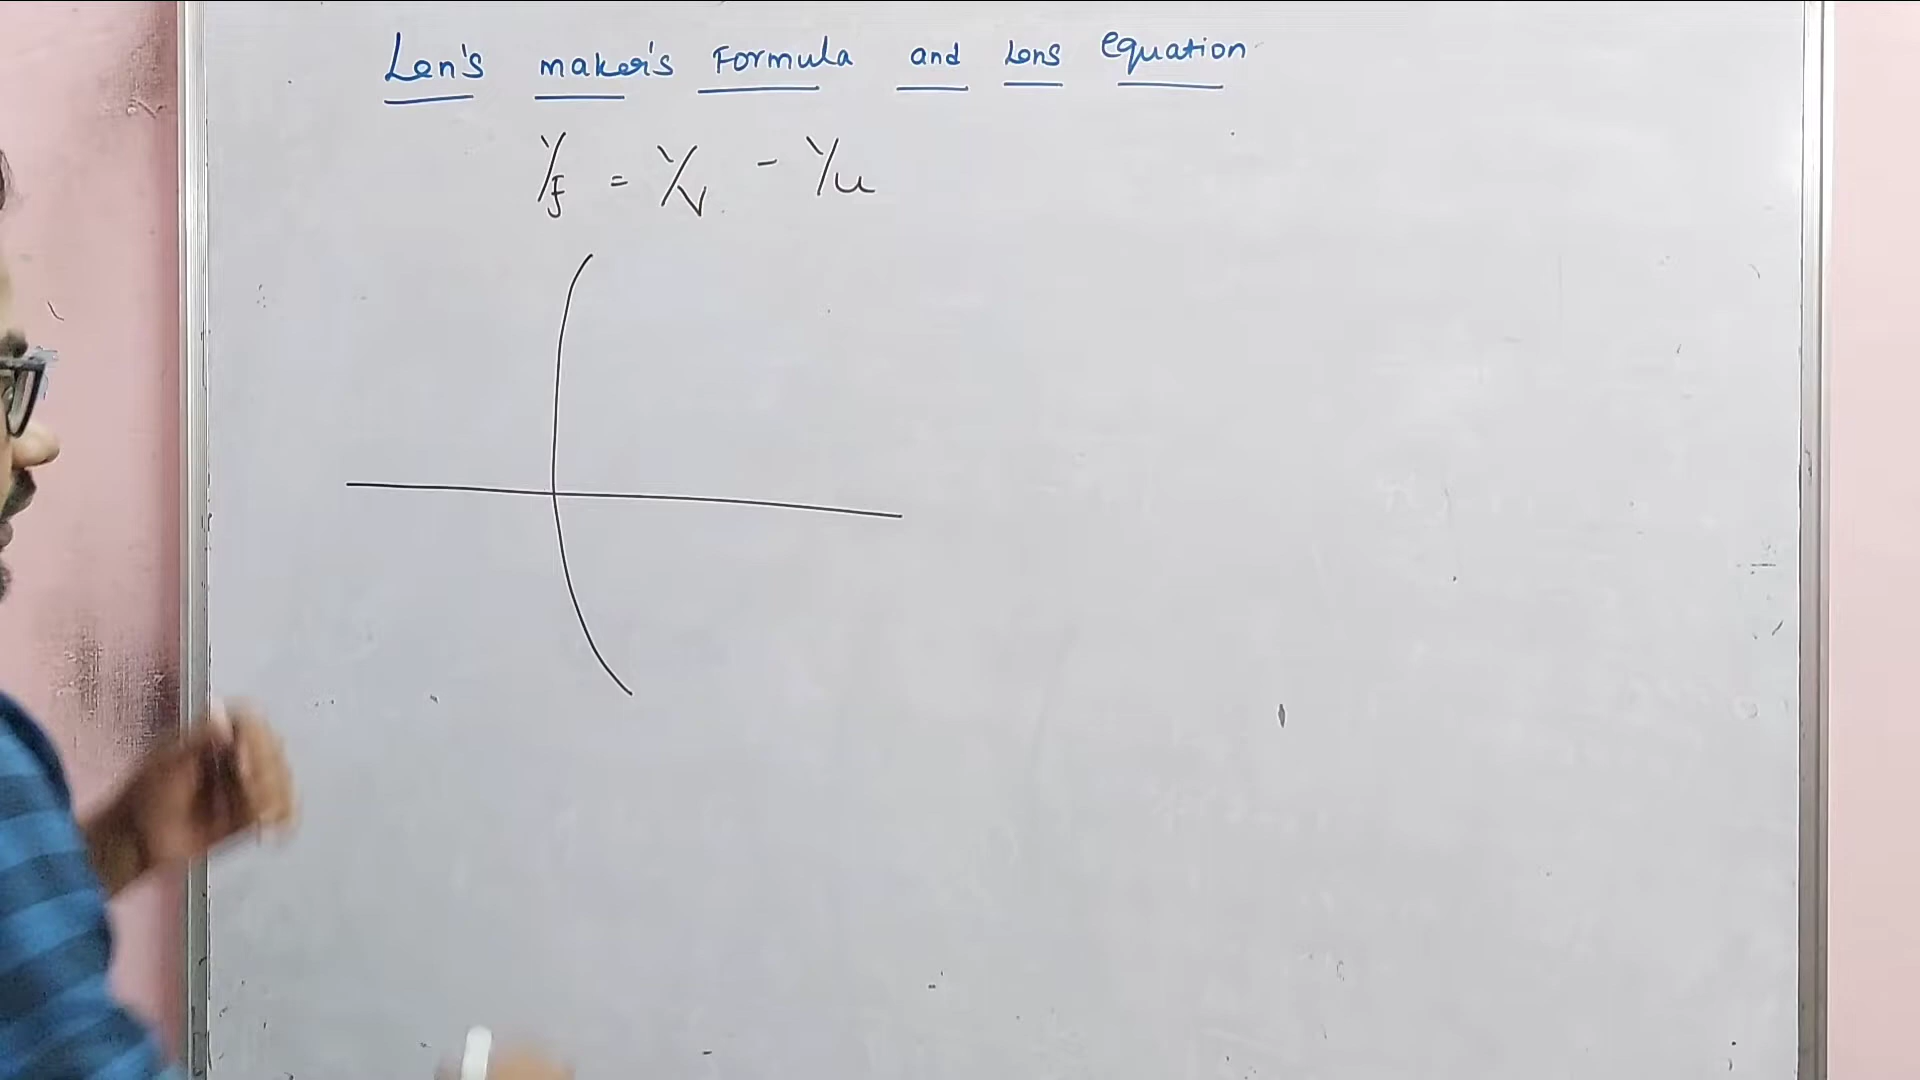 Len's maker's Formula and Lens equation
1/f = 1/v - 1/u